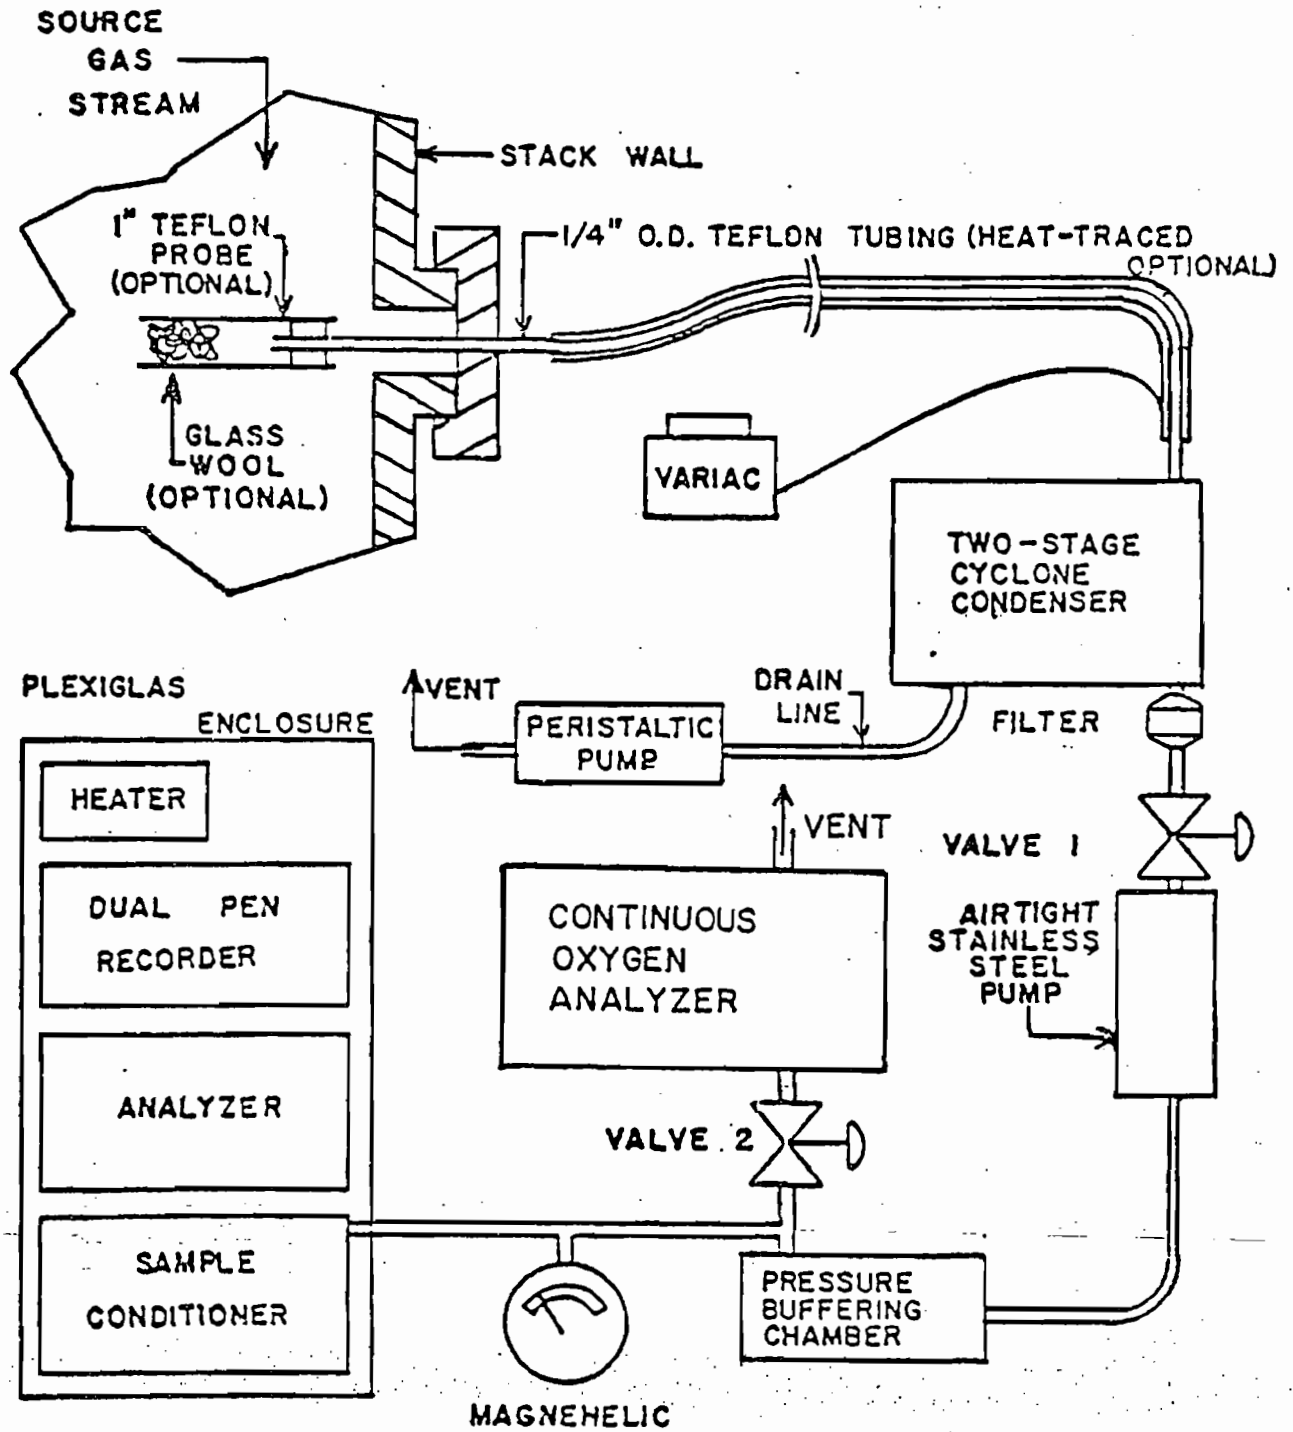 SOURCE
GAS
STREAM
STACK WALL
1" TEFLON
PROBE
(OPTIONAL)
1/4" O.D. TEFLON TUBING (HEAT-TRACED
OPTIONAL)
GLASS
WOOL
(OPTIONAL)
VARIAC
TWO-STAGE
CYCLONE
CONDENSER
PLEXIGLAS
ENCLOSURE
VENT
PERISTALTIC
PUMP
DRAIN
LINE
FILTER
HEATER
VENT
VALVE 1
DUAL PEN
RECORDER
CONTINUOUS
OXYGEN
ANALYZER
AIRTIGHT
STAINLESS
STEEL
PUMP
ANALYZER
VALVE 2
SAMPLE
CONDITIONER
PRESSURE
BUFFERING
CHAMBER
MAGNEHELIC